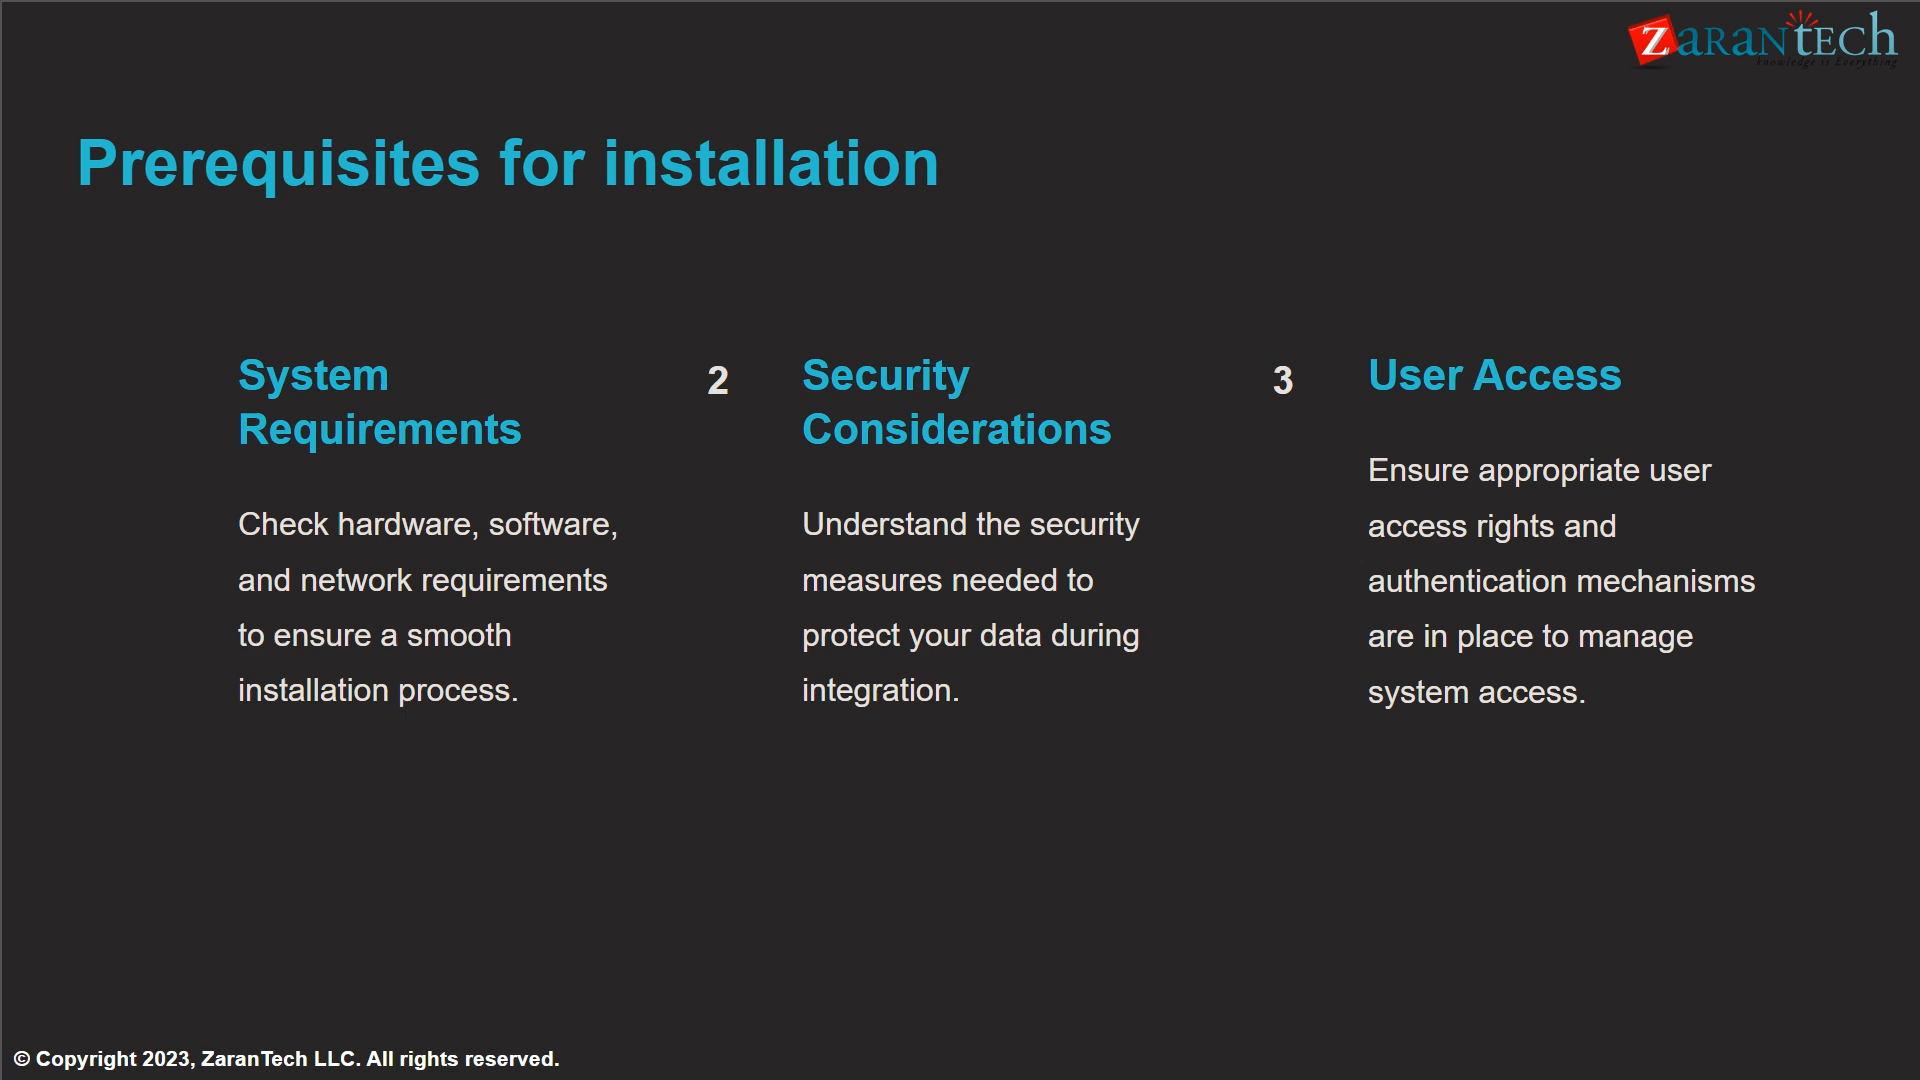 ZaranTech
Knowledge is Everything
Prerequisites for installation
System
Requirements
Check hardware, software,
and network requirements
to ensure a smooth
installation process.
2
Security
Considerations
Understand the security
measures needed to
protect your data during
integration.
3
User Access
Ensure appropriate user
access rights and
authentication mechanisms
are in place to manage
system access.
© Copyright 2023, ZaranTech LLC. All rights reserved.